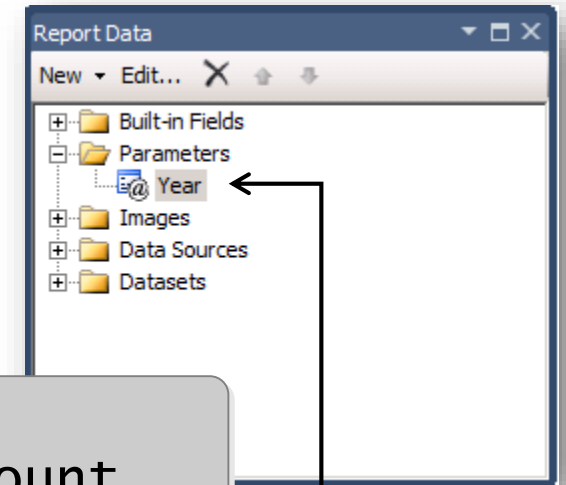 Report Data
New Edit...
Built-in Fields
Parameters
Year
Images
Data Sources
Datasets